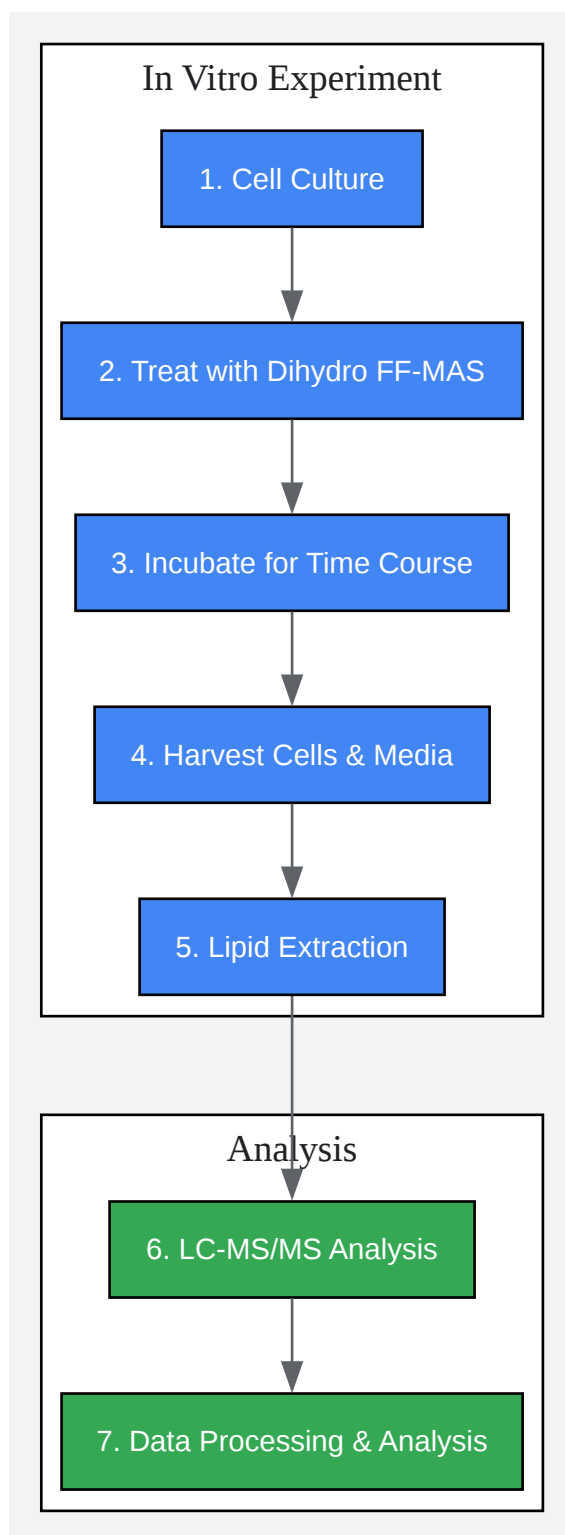 In Vitro Experiment
1. Cell Culture
2. Treat with Dihydro FF-MAS
3. Incubate for Time Course
4. Harvest Cells & Media
5. Lipid Extraction
Analysis
6. LC-MS/MS Analysis
7. Data Processing & Analysis